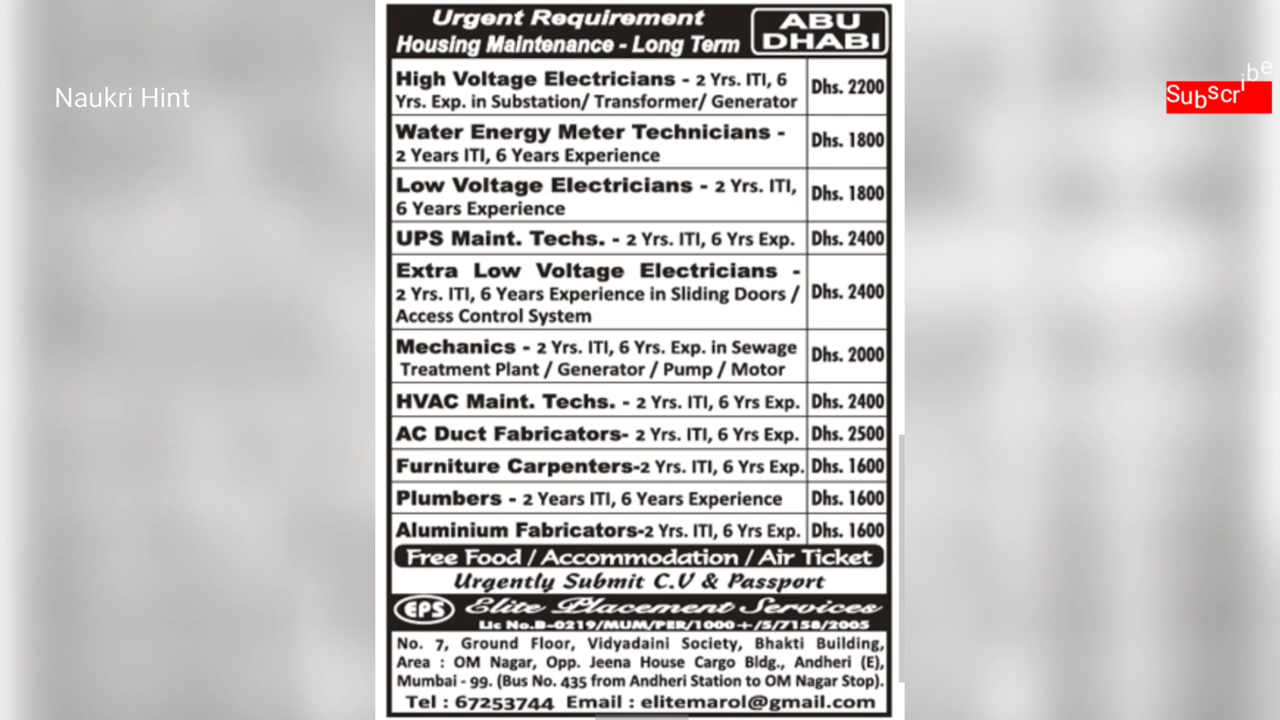 Urgent Requirement
Housing Maintenance - Long Term
ABU
DHABI
High Voltage Electricians - 2 Yrs. ITI, 6
Yrs. Exp. in Substation/ Transformer/ Generator
Dhs. 2200
Water Energy Meter Technicians -
2 Years ITI, 6 Years Experience
Dhs. 1800
Low Voltage Electricians - 2 Yrs. ITI,
6 Years Experience
Dhs. 1800
UPS Maint. Techs. - 2 Yrs. ITI, 6 Yrs Exp.
Dhs. 2400
Extra Low Voltage Electricians -
2 Yrs. ITI, 6 Years Experience in Sliding Doors /
Access Control System
Dhs. 2400
Mechanics - 2 Yrs. ITI, 6 Yrs. Exp. in Sewage
Treatment Plant / Generator / Pump / Motor
Dhs. 2000
HVAC Maint. Techs. - 2 Yrs. ITI, 6 Yrs Exp.
Dhs. 2400
AC Duct Fabricators- 2 Yrs. ITI, 6 Yrs Exp.
Dhs. 2500
Furniture Carpenters-2 Yrs. ITI, 6 Yrs Exp.
Dhs. 1600
Plumbers - 2 Years ITI, 6 Years Experience
Dhs. 1600
Aluminium Fabricators-2 Yrs. ITI, 6 Yrs Exp.
Dhs. 1600
Free Food / Accommodation / Air Ticket
Urgently Submit C.V & Passport
EPS
Elite Placement Services
Lic No.B-0219/MUM/PER/1000+/5/7158/2005
No. 7, Ground Floor, Vidyadaini Society, Bhakti Building,
Area : OM Nagar, Opp. Jeena House Cargo Bldg., Andheri (E),
Mumbai - 99. (Bus No. 435 from Andheri Station to OM Nagar Stop).
Tel : 67253744 Email : elitemarol@gmail.com
Naukri Hint
Subscribe